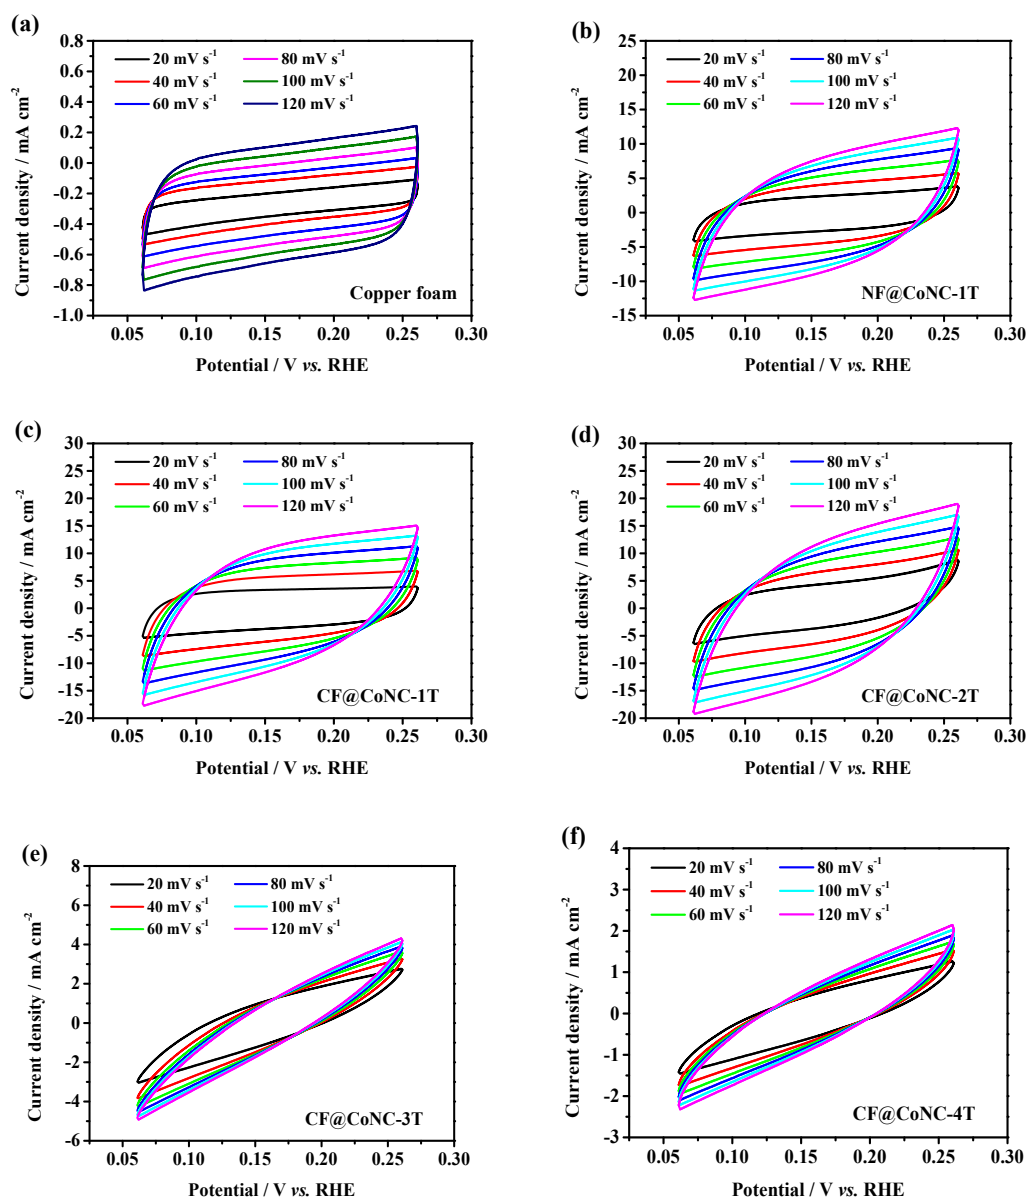 (a)
0.8
0.6
0.4
0.2
0.0
-0.2
-0.4
-0.6
-0.8
-1.0
20 mV s⁻¹
40 mV s⁻¹
60 mV s⁻¹
80 mV s⁻¹
100 mV s⁻¹
120 mV s⁻¹
Current density / mA cm⁻²
Copper foam
0.05 0.10 0.15 0.20 0.25 0.30
Potential / V vs. RHE
(b)
25
20
15
10
5
0
-5
-10
-15
20 mV s⁻¹
40 mV s⁻¹
60 mV s⁻¹
80 mV s⁻¹
100 mV s⁻¹
120 mV s⁻¹
Current density / mA cm⁻²
NF@CoNC-1T
0.05 0.10 0.15 0.20 0.25 0.30
Potential / V vs. RHE
(c)
30
25
20
15
10
5
0
-5
-10
-15
-20
20 mV s⁻¹
40 mV s⁻¹
60 mV s⁻¹
80 mV s⁻¹
100 mV s⁻¹
120 mV s⁻¹
Current density / mA cm⁻²
CF@CoNC-1T
0.05 0.10 0.15 0.20 0.25 0.30
Potential / V vs. RHE
(d)
30
25
20
15
10
5
0
-5
-10
-15
-20
20 mV s⁻¹
40 mV s⁻¹
60 mV s⁻¹
80 mV s⁻¹
100 mV s⁻¹
120 mV s⁻¹
Current density / mA cm⁻²
CF@CoNC-2T
0.05 0.10 0.15 0.20 0.25 0.30
Potential / V vs. RHE
(e)
8
6
4
2
0
-2
-4
-6
20 mV s⁻¹
40 mV s⁻¹
60 mV s⁻¹
80 mV s⁻¹
100 mV s⁻¹
120 mV s⁻¹
Current density / mA cm⁻²
CF@CoNC-3T
0.05 0.10 0.15 0.20 0.25 0.30
Potential / V vs. RHE
(f)
4
3
2
1
0
-1
-2
-3
20 mV s⁻¹
40 mV s⁻¹
60 mV s⁻¹
80 mV s⁻¹
100 mV s⁻¹
120 mV s⁻¹
Current density / mA cm⁻²
CF@CoNC-4T
0.05 0.10 0.15 0.20 0.25 0.30
Potential / V vs. RHE